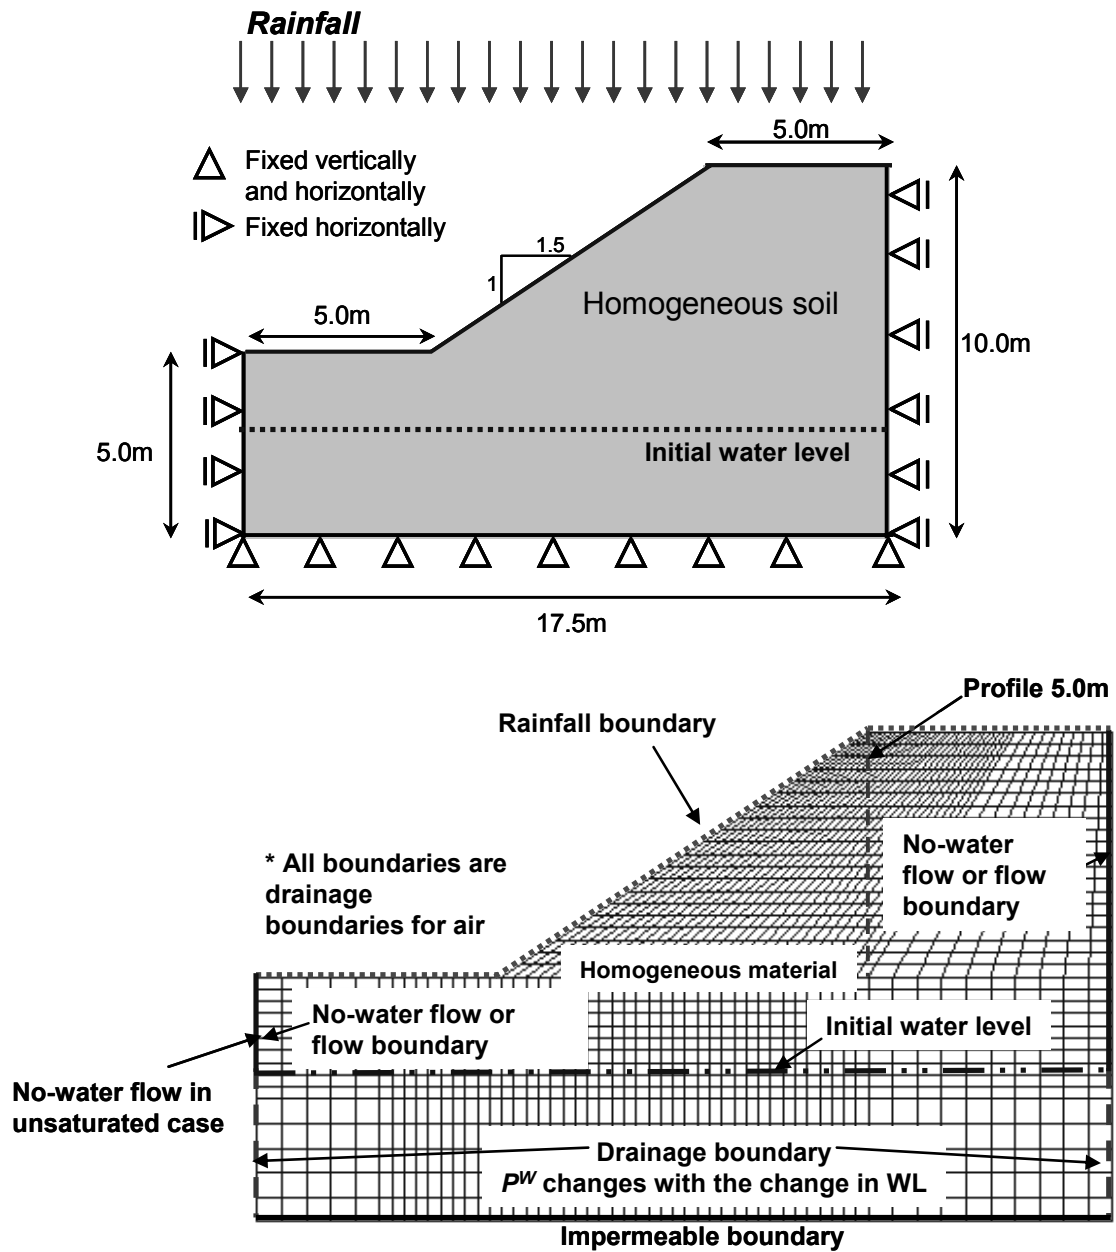 Rainfall
5.0m
Fixed vertically
and horizontally
Fixed horizontally
1.5
1
Homogeneous soil
5.0m
10.0m
5.0m
Initial water level
17.5m
Profile 5.0m
Rainfall boundary
No-water
flow or flow
boundary
* All boundaries are
drainage
boundaries for air
Homogeneous material
No-water flow or
flow boundary
Initial water level
No-water flow in
unsaturated case
Drainage boundary
PW changes with the change in WL
Impermeable boundary